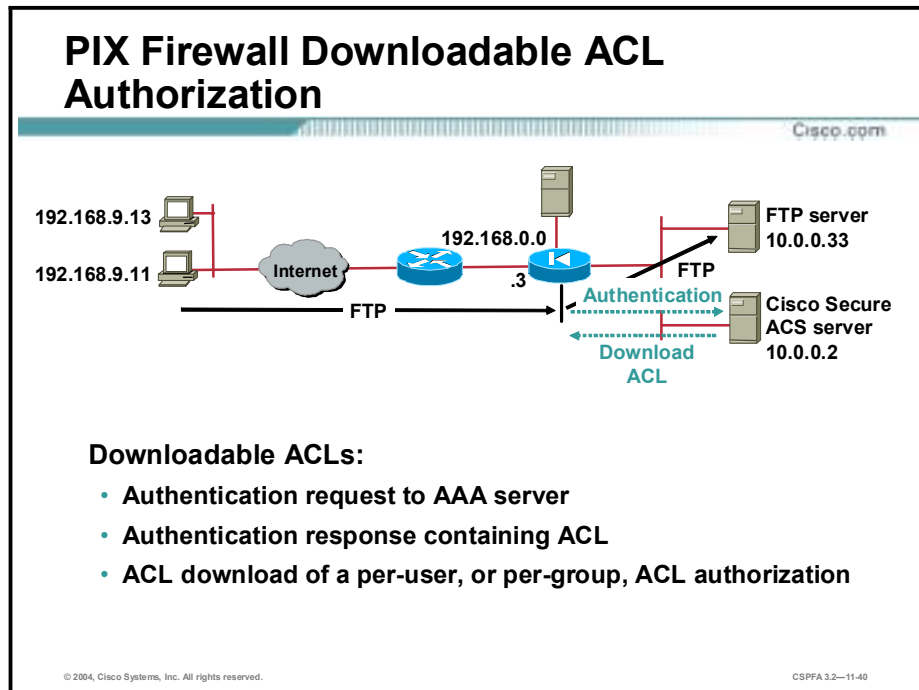 PIX Firewall Downloadable ACL
Authorization
Cisco.com
192.168.9.13
192.168.9.11
Internet
192.168.0.0
.3
FTP
FTP
FTP server
10.0.0.33
Authentication
Download
ACL
Cisco Secure
ACS server
10.0.0.2
Downloadable ACLs:
• Authentication request to AAA server
• Authentication response containing ACL
• ACL download of a per-user, or per-group, ACL authorization
© 2004, Cisco Systems, Inc. All rights reserved.
CSPFA 3.2—11-40